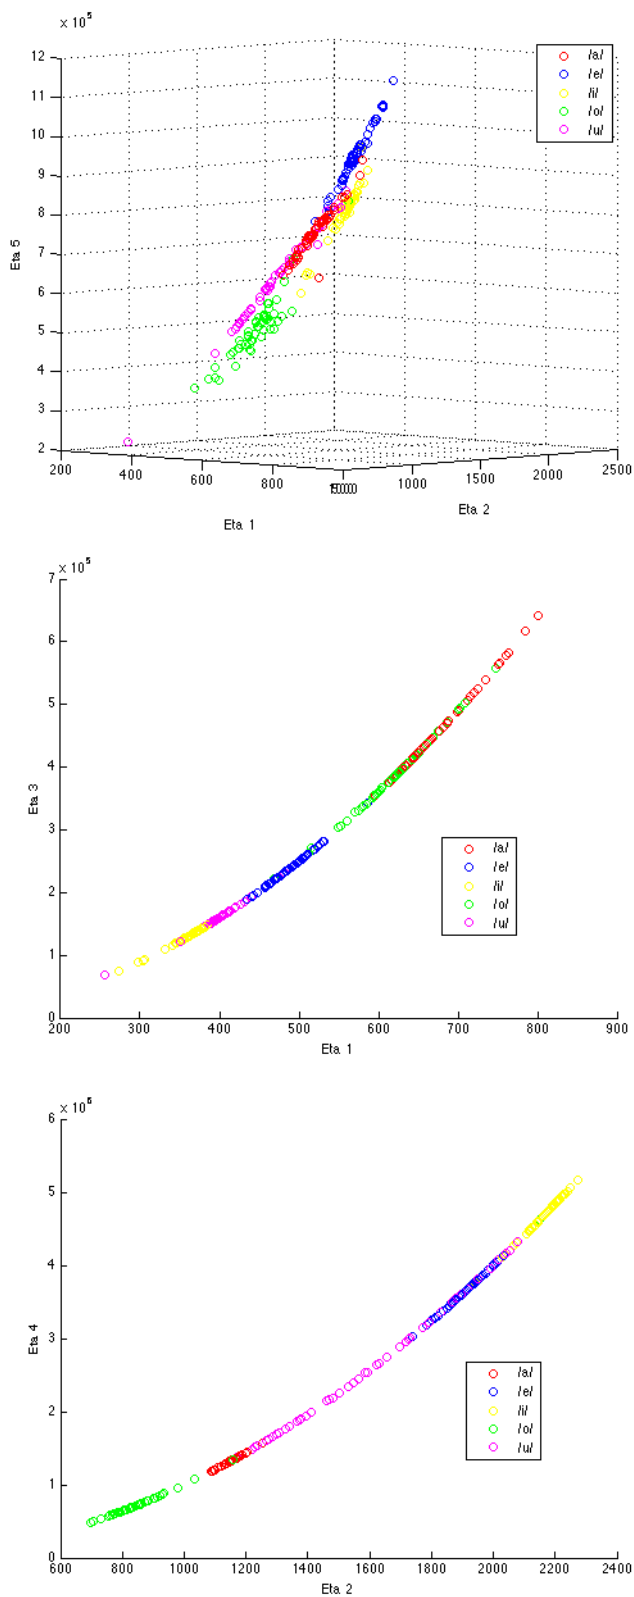 × 10⁵
12
11
10
9
8
7
6
5
4
3
2
Eta 5
200
400
600
800
1000
1500
2000
2500
Eta 1
Eta 2
/a/
/e/
/i/
/o/
/u/
× 10⁵
7
6
5
4
3
2
1
0
Eta 3
200
300
400
500
600
700
800
900
Eta 1
/a/
/e/
/i/
/o/
/u/
× 10⁶
6
5
4
3
2
1
0
Eta 4
600
800
1000
1200
1400
1600
1800
2000
2200
2400
Eta 2
/a/
/e/
/i/
/o/
/u/